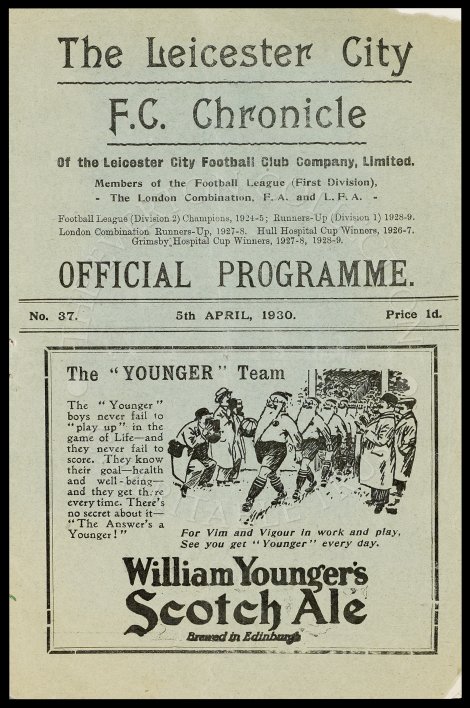 The Leicester City
F.C. Chronicle
Of the Leicester City Football Club Company, Limited.
Members of the Football League (First Division),
- The London Combination, F.A. and L.F.A. -
Football League (Division 2) Champions, 1924-5; Runners-Up (Division 1) 1928-9.
London Combination Runners-Up, 1927-8. Hull Hospital Cup Winners, 1926-7.
Grimsby Hospital Cup Winners, 1927-8, 1928-9.
OFFICIAL PROGRAMME.
No. 37. 5th APRIL, 1930. Price 1d.
The "YOUNGER" Team
The "Younger"
boys never fail to
"play up" in the
game of Life—and
they never fail to
score. They know
their goal—health
and well-being—
and they get there
every time. There's
no secret about it—
"The Answer's a
Younger!"
For Vim and Vigour in work and play,
See you get "Younger" every day.
William Younger's
Scotch Ale
Brewed in Edinburgh